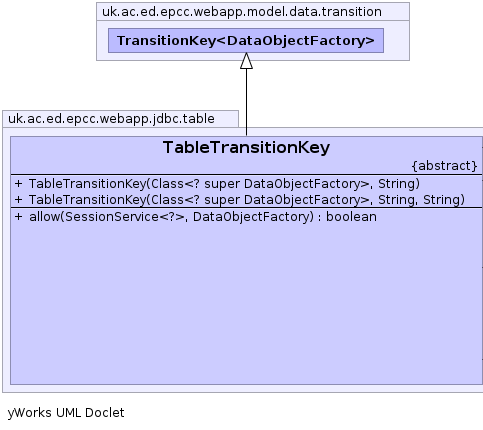 uk.ac.ed.epcc.webapp.model.data.transition
TransitionKey<DataObjectFactory>
uk.ac.ed.epcc.webapp.jdbc.table
TableTransitionKey
{abstract}
+ TableTransitionKey(Class<? super DataObjectFactory>, String)
+ TableTransitionKey(Class<? super DataObjectFactory>, String, String)
+ allow(SessionService<?>, DataObjectFactory) : boolean
yWorks UML Doclet